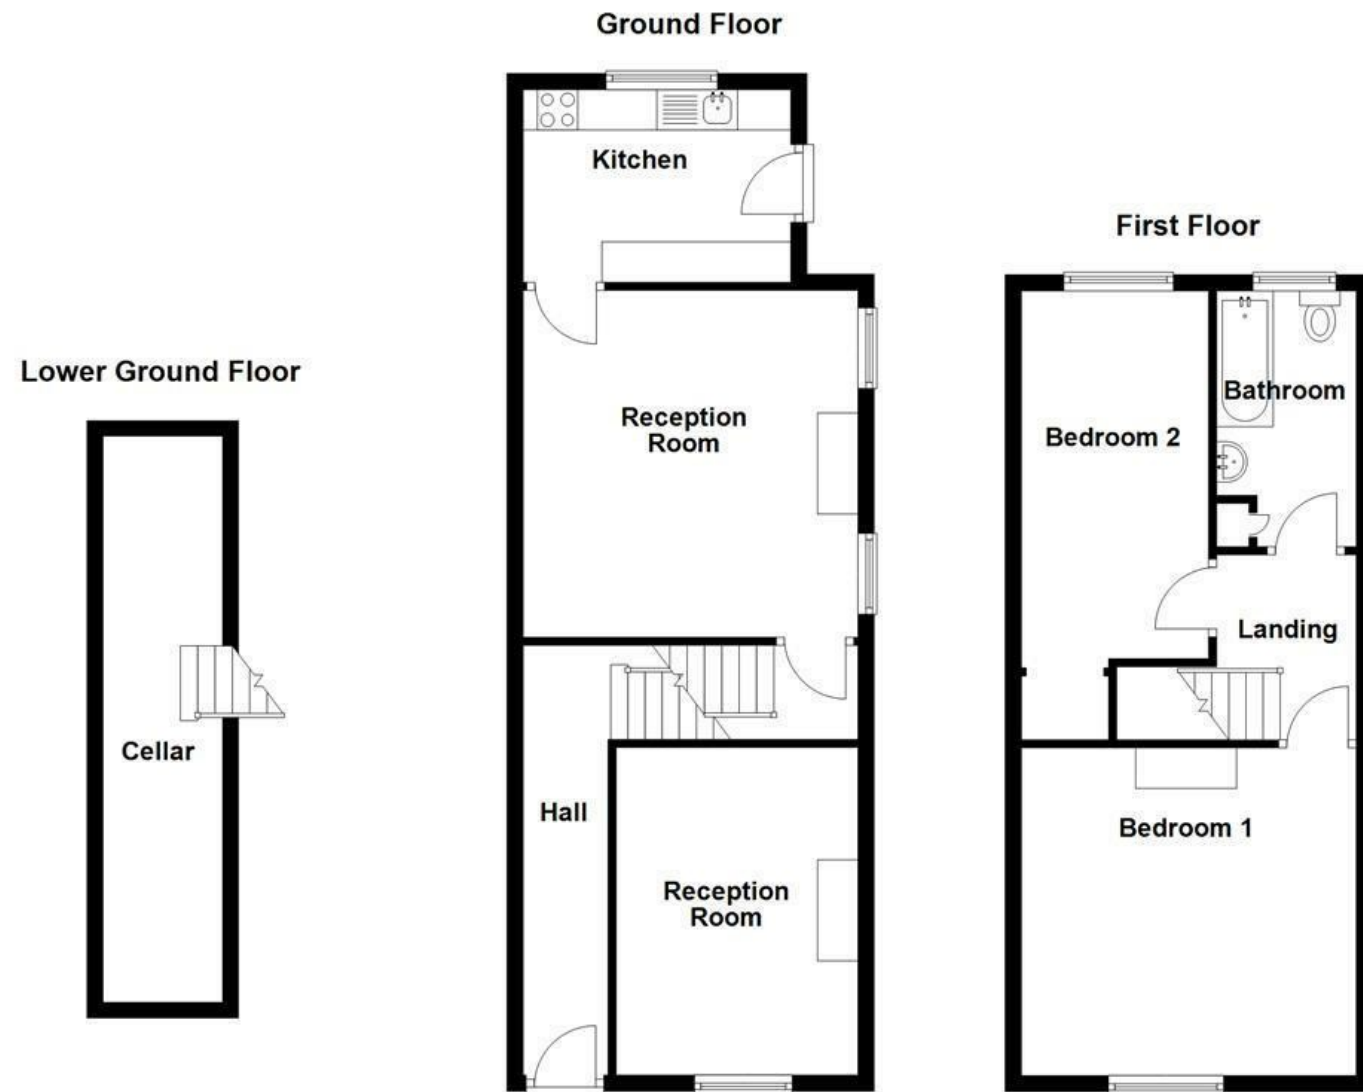 Ground Floor
Kitchen
First Floor
Lower Ground Floor
Reception
Room
Bathroom
Bedroom 2
Landing
Cellar
Hall
Bedroom 1
Reception
Room